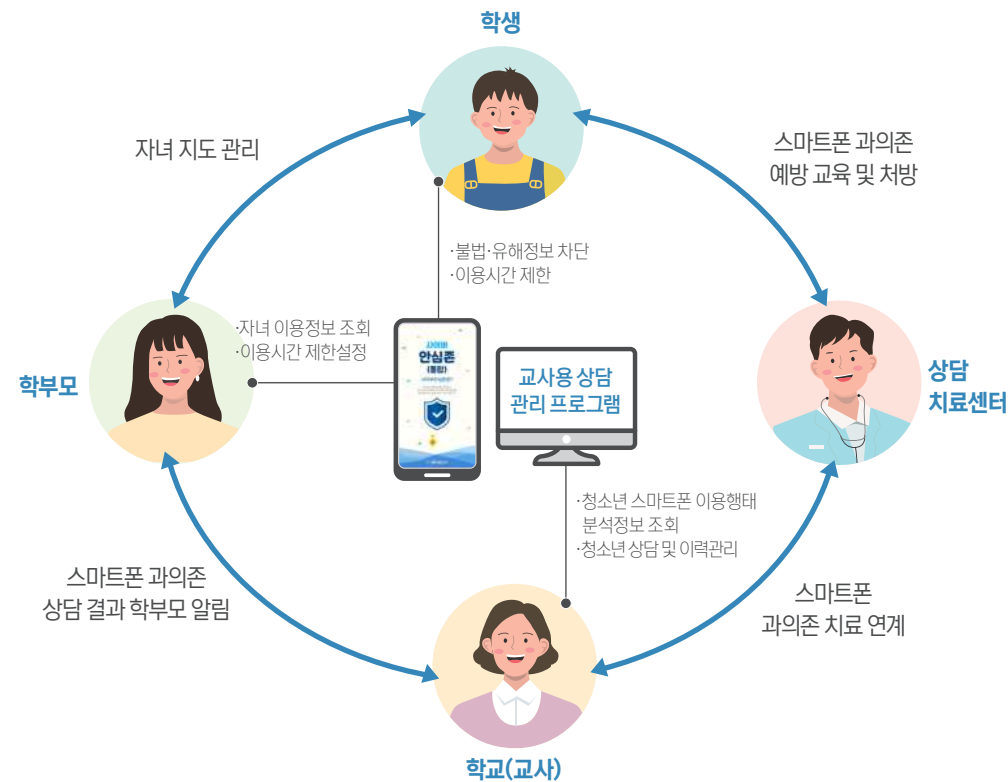 학생
자녀 지도 관리
스마트폰 과의존
예방 교육 및 처방
·불법·유해정보 차단
·이용시간 제한
·자녀 이용정보 조회
·이용시간 제한설정
학부모
사이버
안심존
(통합)
교사용 상담
관리 프로그램
상담
치료센터
·청소년 스마트폰 이용행태
분석정보 조회
·청소년 상담 및 이력관리
스마트폰 과의존
상담 결과 학부모 알림
스마트폰
과의존 치료 연계
학교(교사)